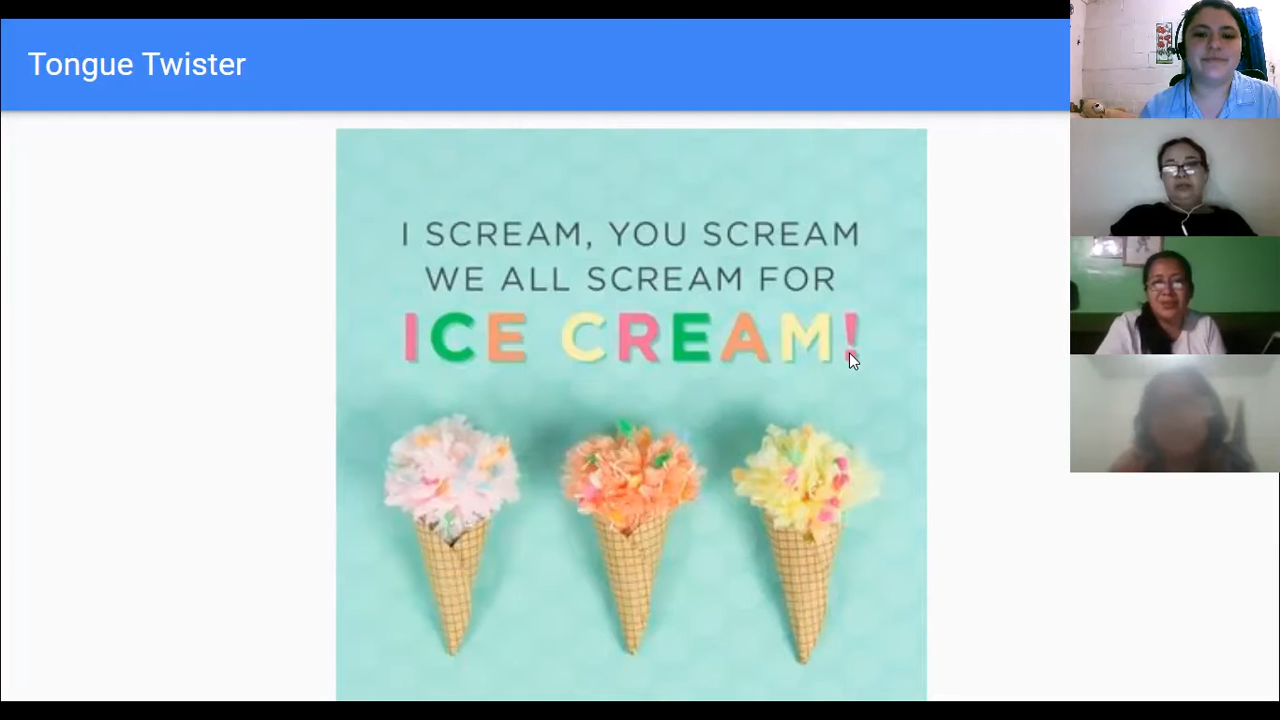 Tongue Twister
I SCREAM, YOU SCREAM
WE ALL SCREAM FOR
ICE CREAM!